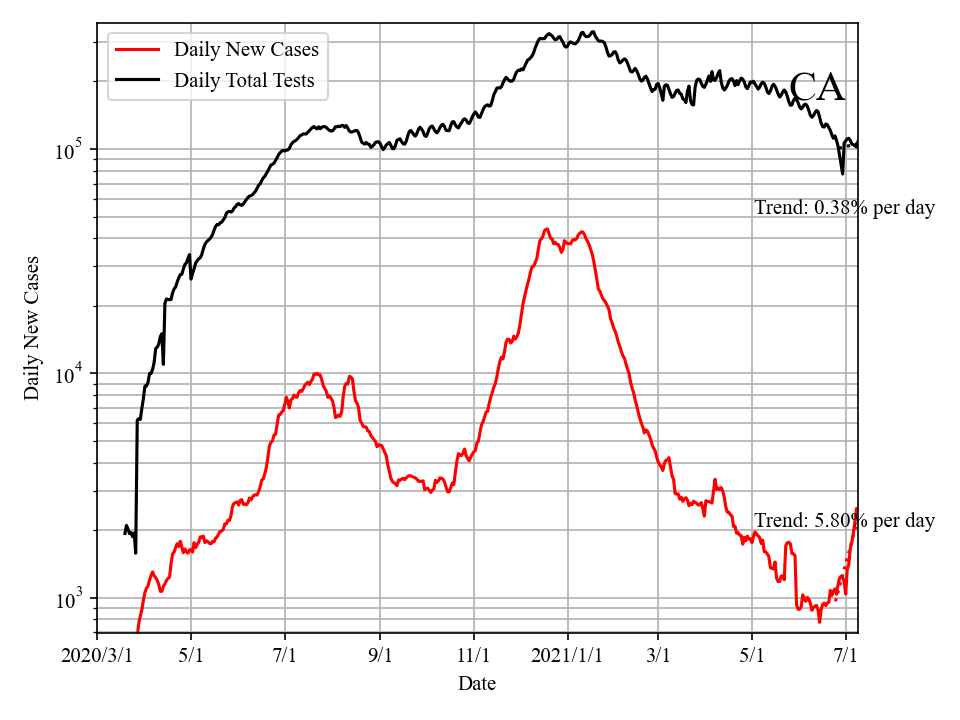 Daily New Cases
Daily Total Tests
CA
10^5
Trend: 0.38% per day
Daily New Cases
10^4
Trend: 5.80% per day
10^3
2020/3/1 5/1 7/1 9/1 11/1 2021/1/1 3/1 5/1 7/1
Date